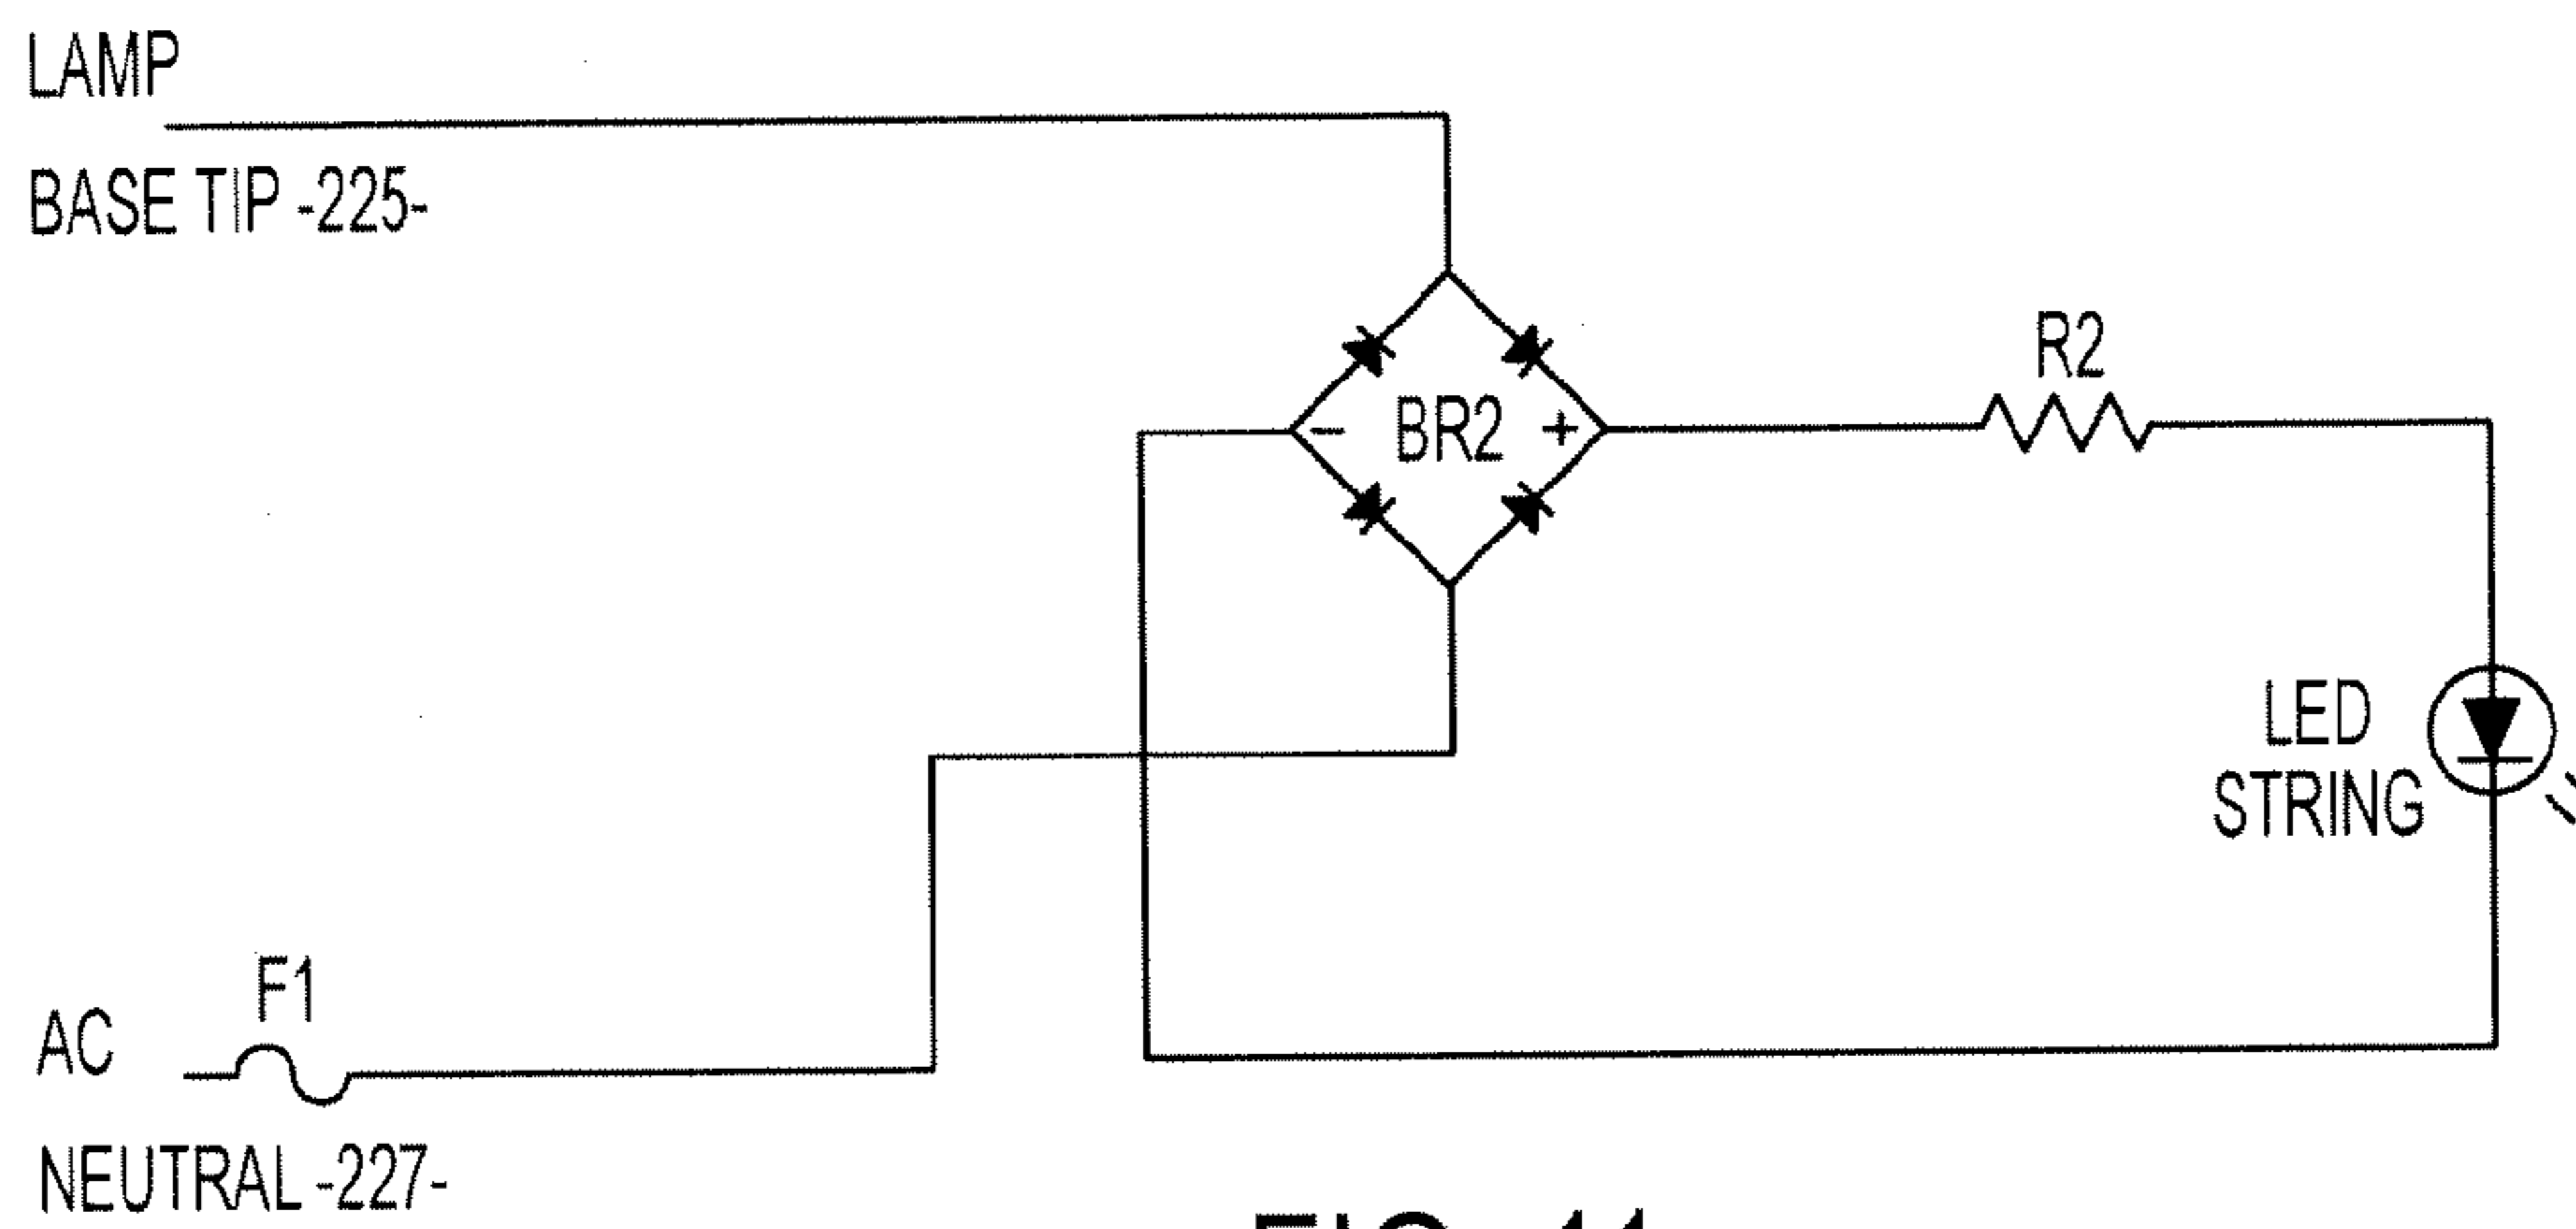 LAMP
BASE TIP -225-
R2
- BR2 +
LED
STRING
F1
AC
NEUTRAL -227-